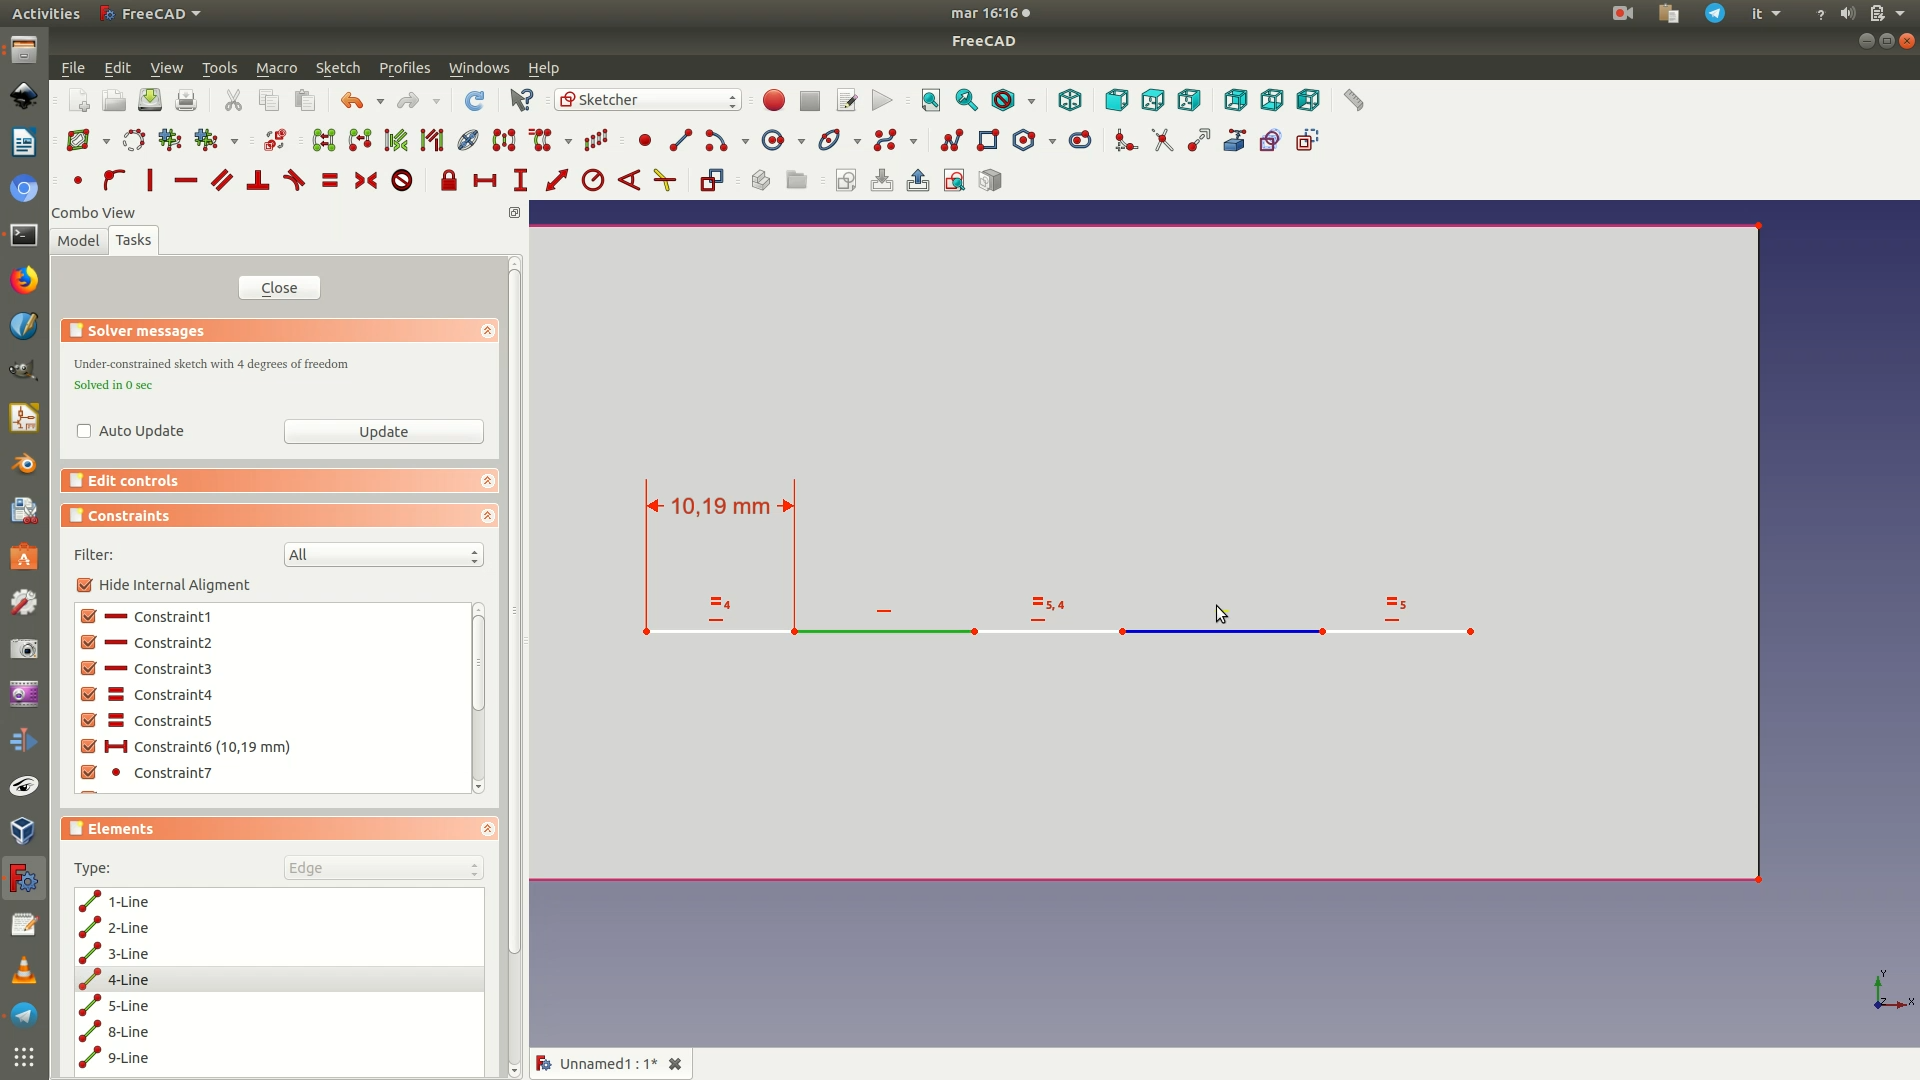 Activities FreeCAD mar 16:16 it ?
FreeCAD
File Edit View Tools Macro Sketch Profiles Windows Help
Sketcher
Combo View
Model Tasks
Close
Solver messages
Under-constrained sketch with 4 degrees of freedom
Solved in 0 sec
Auto Update Update
Edit controls
Constraints
Filter: All
Hide Internal Aligment
Constraint1
Constraint2
Constraint3
Constraint4
Constraint5
Constraint6 (10,19 mm)
Constraint7
Elements
Type: Edge
1-Line
2-Line
3-Line
4-Line
5-Line
8-Line
9-Line
10,19 mm
4 5, 4 5
Y
Z X
Unnamed1 : 1*